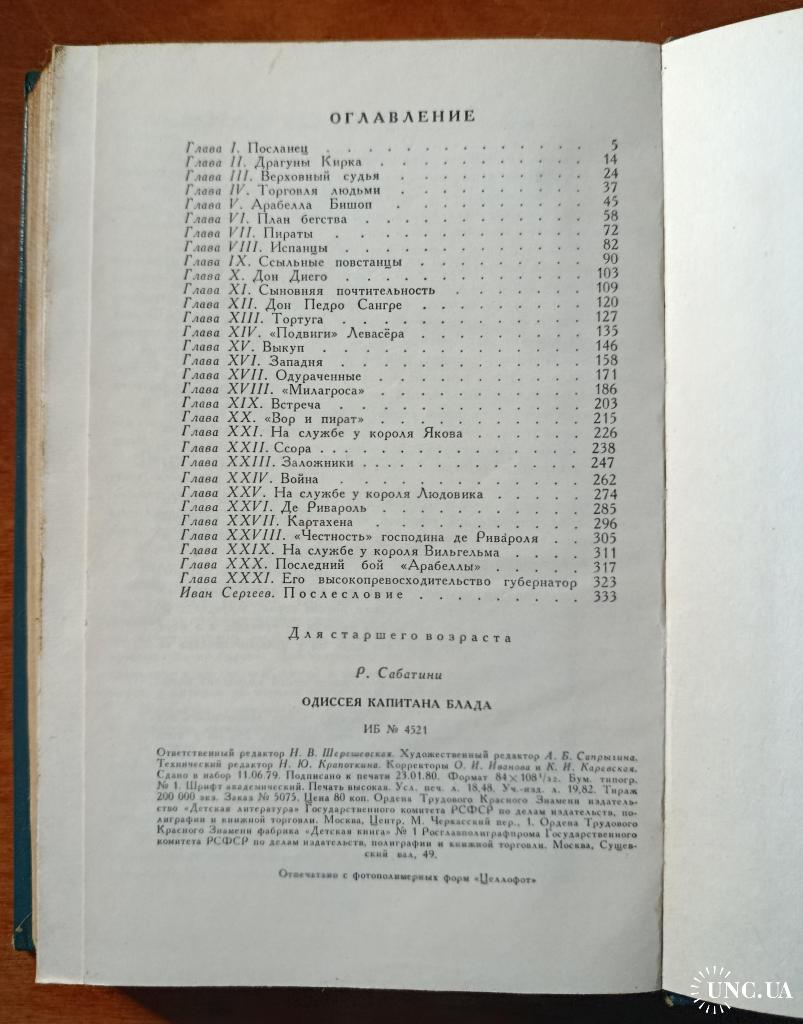 ОГЛАВЛЕНИЕ
Глава I. Посланец . . . . . . . . . . . . 5
Глава II. Драгуны Кирка . . . . . . . . . . 14
Глава III. Верховный судья . . . . . . . . . 24
Глава IV. Торговля людьми . . . . . . . . . 37
Глава V. Арабелла Бишоп . . . . . . . . . 45
Глава VI. План бегства . . . . . . . . . . 58
Глава VII. Пираты . . . . . . . . . . . . 72
Глава VIII. Испанцы . . . . . . . . . . . 82
Глава IX. Ссыльные повстанцы . . . . . . . . 90
Глава X. Дон Диего . . . . . . . . . . . 103
Глава XI. Сыновняя почтительность . . . . . . . 109
Глава XII. Дон Педро Сангре . . . . . . . . 120
Глава XIII. Тортуга . . . . . . . . . . . 127
Глава XIV. «Подвиги» Левасёра . . . . . . . . 135
Глава XV. Выкуп . . . . . . . . . . . . 146
Глава XVI. Западня . . . . . . . . . . . 158
Глава XVII. Одураченные . . . . . . . . . . 171
Глава XVIII. «Милагроса» . . . . . . . . . . 186
Глава XIX. Встреча . . . . . . . . . . . 203
Глава XX. «Вор и пират» . . . . . . . . . . 215
Глава XXI. На службе у короля Якова . . . . . . 226
Глава XXII. Ссора . . . . . . . . . . . . 238
Глава XXIII. Заложники . . . . . . . . . . . 247
Глава XXIV. Война . . . . . . . . . . . . 262
Глава XXV. На службе у короля Людовика . . . . . 274
Глава XXVI. Де Ривароль . . . . . . . . . . 285
Глава XXVII. Картахена . . . . . . . . . . 296
Глава XXVIII. «Честность» господина де Ривароля . . 305
Глава XXIX. На службе у короля Вильгельма . . . . 311
Глава XXX. Последний бой «Арабеллы» . . . . . 317
Глава XXXI. Его высокопревосходительство губернатор 323
Иван Сергеев. Послесловие . . . . . . . . . 333
Для старшего возраста
Р. Сабатини
ОДИССЕЯ КАПИТАНА БЛАДА
ИБ № 4521
Ответственный редактор Н. В. Шерешевская. Художественный редактор А. Б. Сапрыгина.
Технический редактор Н. Ю. Крапоткина. Корректоры О. И. Иванова и К. И. Каревская.
Сдано в набор 11.06.79. Подписано к печати 23.01.80. Формат 84×108¹/₃₂. Бум. типогр.
№ 1. Шрифт академический. Печать высокая. Усл. печ. л. 18,48. Уч.-изд. л. 19,82. Тираж
200 000 экз. Заказ № 5075. Цена 80 коп. Ордена Трудового Красного Знамени издатель-
ство «Детская литература» Государственного комитета РСФСР по делам издательств, по-
лиграфии и книжной торговли. Москва, Центр, М. Черкасский пер., 1. Ордена Трудового
Красного Знамени фабрика «Детская книга» № 1 Росглавполиграфпрома Государственного
комитета РСФСР по делам издательств, полиграфии и книжной торговли. Москва, Сущев-
ский вал, 49.
Отпечатано с фотополимерных форм «Целлофот»
UNC.UA